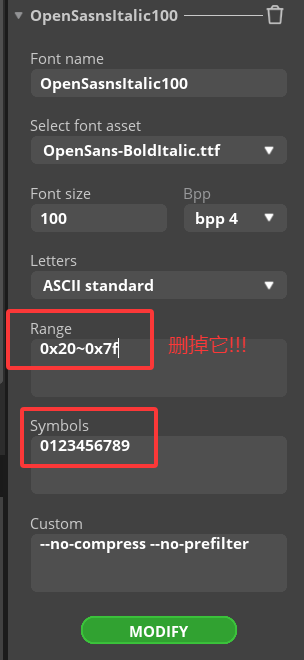 OpenSasnsItalic100
Font name
OpenSasnsItalic100
Select font asset
OpenSans-BoldItalic.ttf
Font size
Bpp
100
bpp 4
Letters
ASCII standard
Range
0x20~0x7f
删掉它!!!
Symbols
0123456789
Custom
--no-compress --no-prefilter
MODIFY